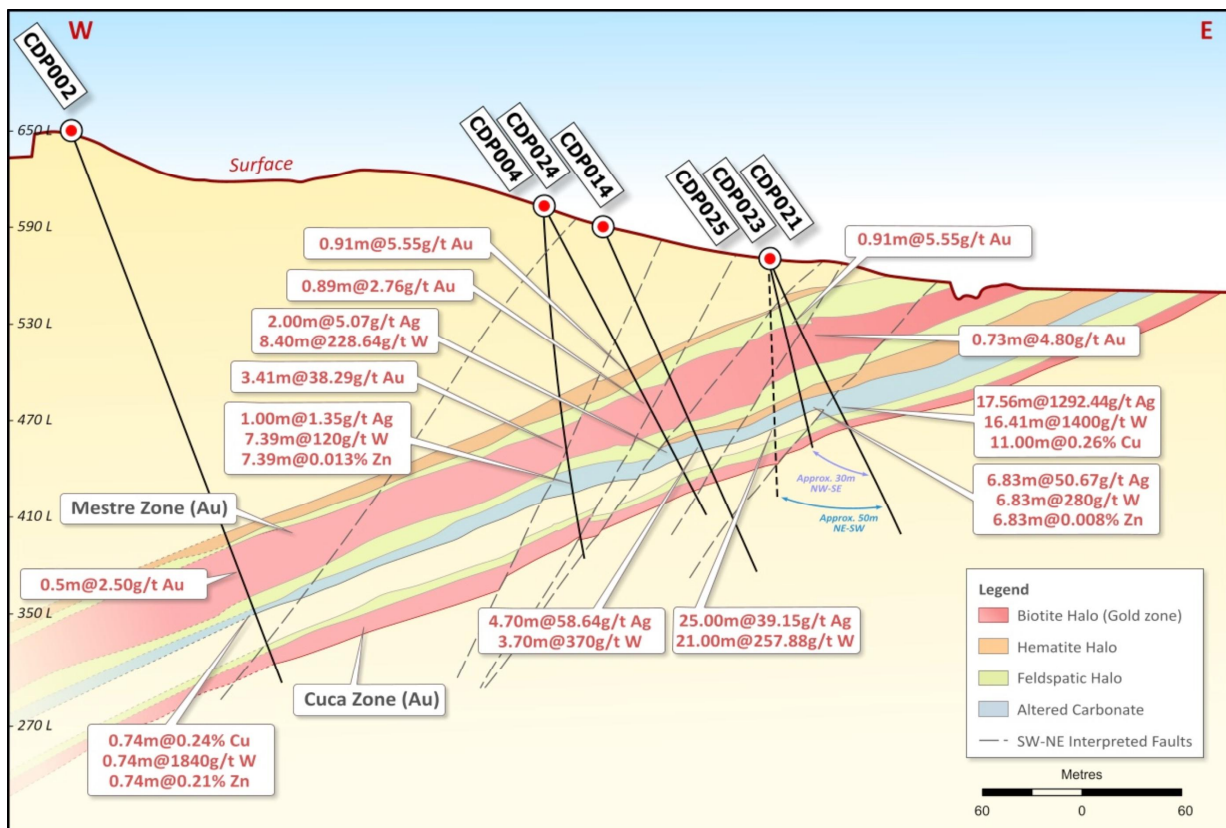 W
E
CDP002
CDP004
CDP024
CDP014
CDP025
CDP023
CDP021
650 L
590 L
530 L
470 L
410 L
350 L
270 L
Surface
0.91m@5.55g/t Au
0.89m@2.76g/t Au
2.00m@5.07g/t Ag
8.40m@228.64g/t W
3.41m@38.29g/t Au
1.00m@1.35g/t Ag
7.39m@120g/t W
7.39m@0.013% Zn
Mestre Zone (Au)
0.5m@2.50g/t Au
0.74m@0.24% Cu
0.74m@1840g/t W
0.74m@0.21% Zn
Cuca Zone (Au)
4.70m@58.64g/t Ag
3.70m@370g/t W
25.00m@39.15g/t Ag
21.00m@257.88g/t W
0.91m@5.55g/t Au
0.73m@4.80g/t Au
17.56m@1292.44g/t Ag
16.41m@1400g/t W
11.00m@0.26% Cu
6.83m@50.67g/t Ag
6.83m@280g/t W
6.83m@0.008% Zn
Approx. 30m
NW-SE
Approx. 50m
NE-SW
Legend
Biotite Halo (Gold zone)
Hematite Halo
Feldspatic Halo
Altered Carbonate
SW-NE Interpreted Faults
Metres
60 0 60